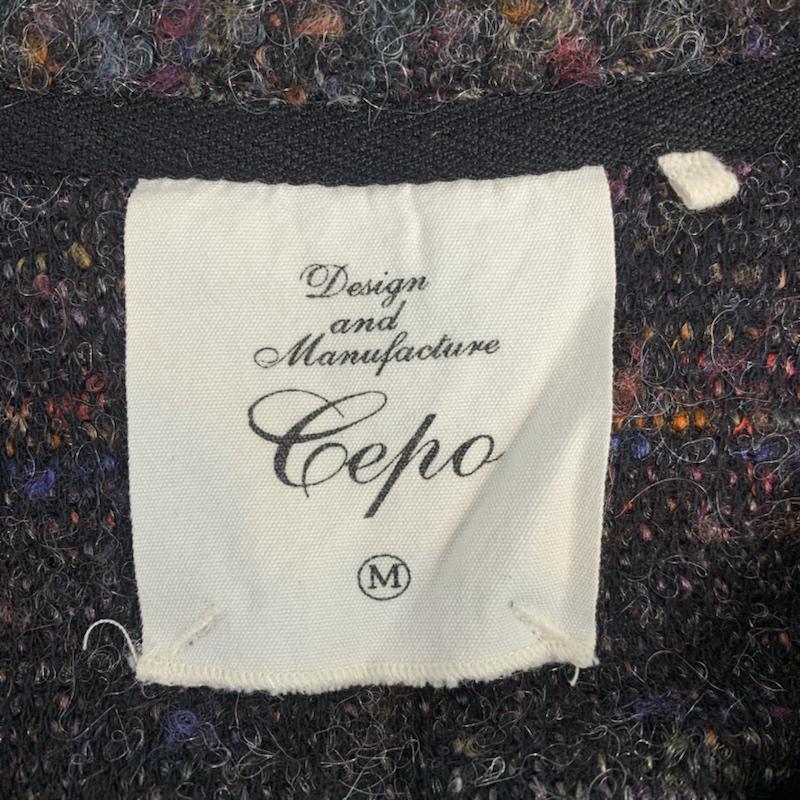 Design
and
Manufacture
Cepo
M